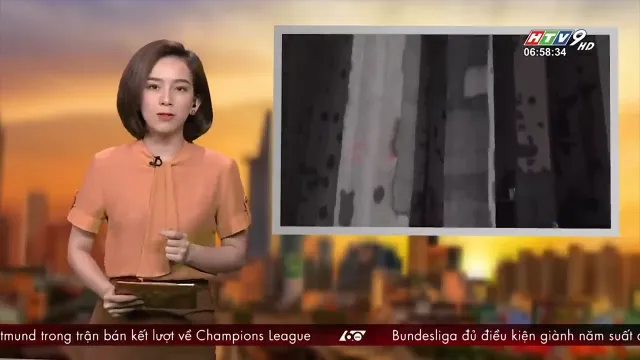 HTV9 HD
06:58:34
tmund trong trận bán kết lượt về Champions League 60 Bundesliga đủ điều kiện giành năm suất